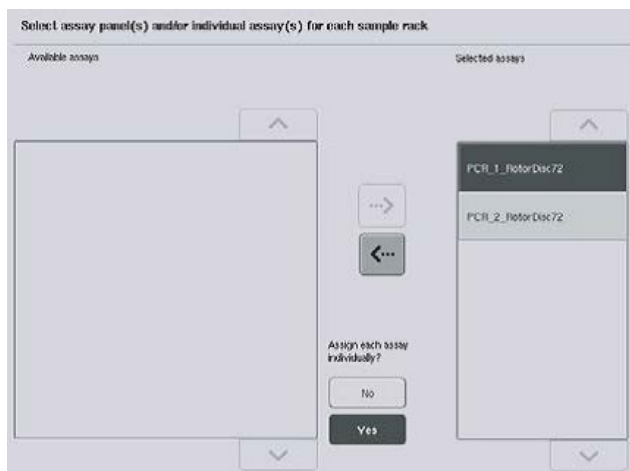 Select assay panel(s) and/or individual assay(s) for each sample rack
Available assays
Selected assays
PCR_1_RotorDisc72
PCR_2_RotorDisc72
Assign each assay
individually?
No
Yes